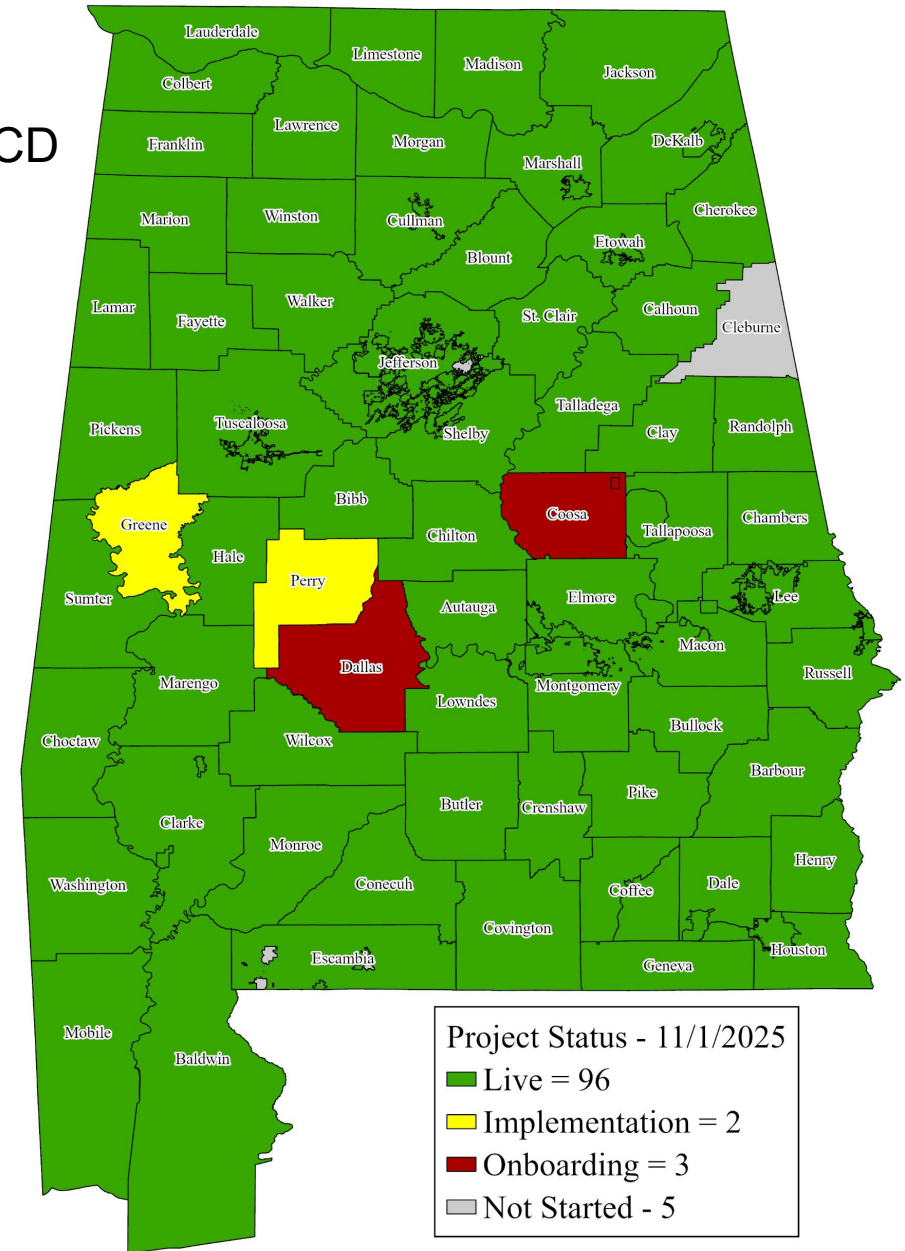 CD
Lauderdale
Limestone
Madison
Jackson
Colbert
Lawrence
Franklin
Morgan
DeKalb
Marshall
Marion
Winston
Cullman
Cherokee
Etowah
Blount
Lamar
Fayette
Walker
St. Clair
Calhoun
Cleburne
Jefferson
Talladega
Pickens
Tuscaloosa
Shelby
Clay
Randolph
Bibb
Greene
Coosa
Chilton
Tallapoosa
Chambers
Hale
Perry
Sumter
Autauga
Elmore
Lee
Macon
Dallas
Marengo
Lowndes
Montgomery
Russell
Choctaw
Wilcox
Bullock
Barbour
Clarke
Butler
Crenshaw
Pike
Monroe
Henry
Washington
Conecuh
Coffee
Dale
Covington
Escambia
Geneva
Houston
Mobile
Baldwin
Project Status - 11/1/2025
Live = 96
Implementation = 2
Onboarding = 3
Not Started - 5